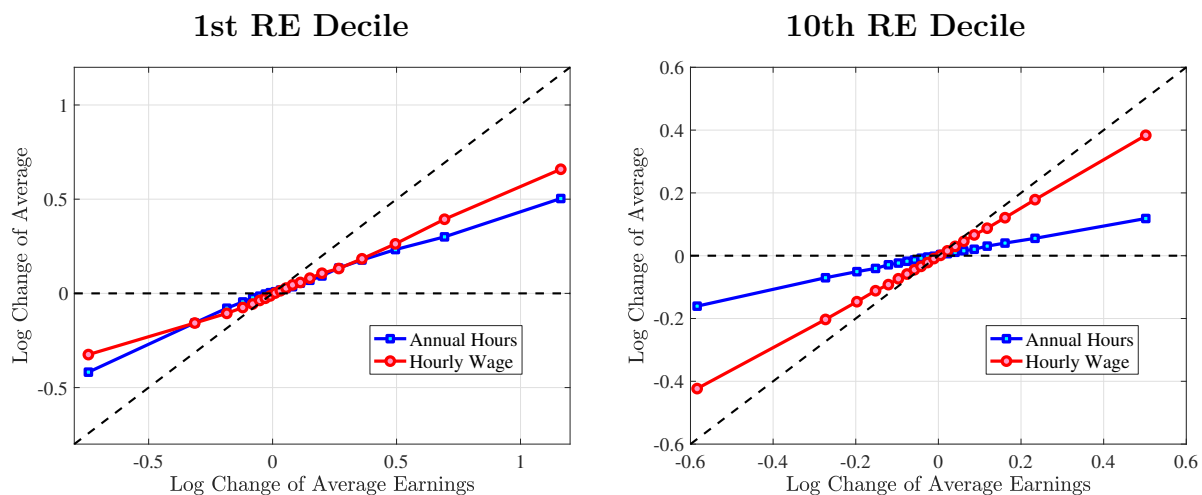 1st RE Decile
Log Change of Average
1
0.5
0
-0.5
-0.5
0
0.5
1
Log Change of Average Earnings
Annual Hours
Hourly Wage
10th RE Decile
Log Change of Average
0.6
0.4
0.2
0
-0.2
-0.4
-0.6
-0.6
-0.4
-0.2
0
0.2
0.4
0.6
Log Change of Average Earnings
Annual Hours
Hourly Wage